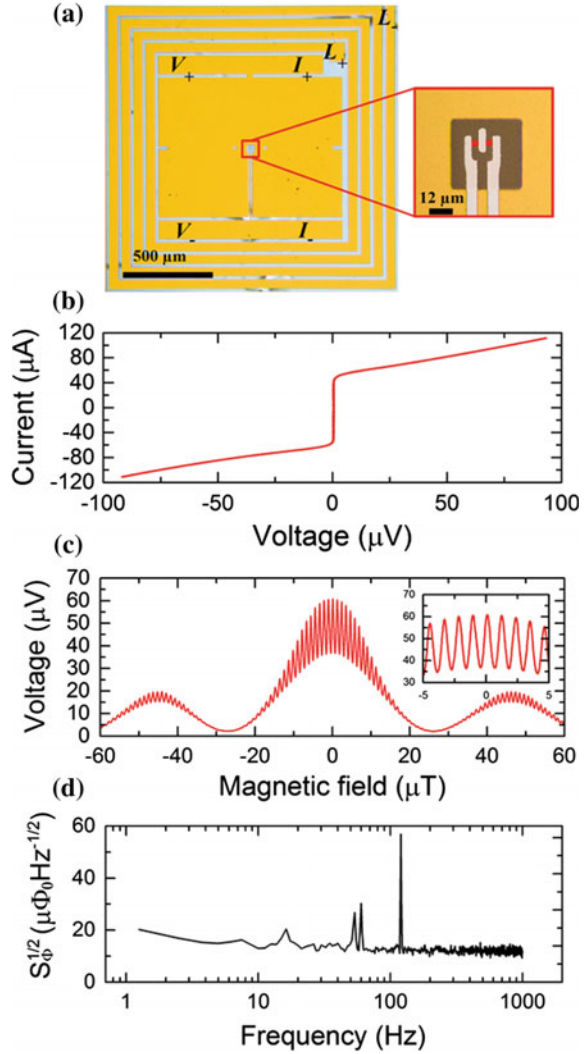 (a)
L-
V+
I+
L+
12 µm
V-
I-
500 µm
(b)
120
80
40
0
-40
-80
-120
Current (µA)
-100
-50
0
50
100
Voltage (µV)
(c)
70
60
50
40
30
20
10
0
Voltage (µV)
70
60
50
40
30
-5
0
5
-60
-40
-20
0
20
40
60
Magnetic field (µT)
(d)
60
40
20
0
S_Φ^1/2 (µΦ0Hz^-1/2)
1
10
100
1000
Frequency (Hz)